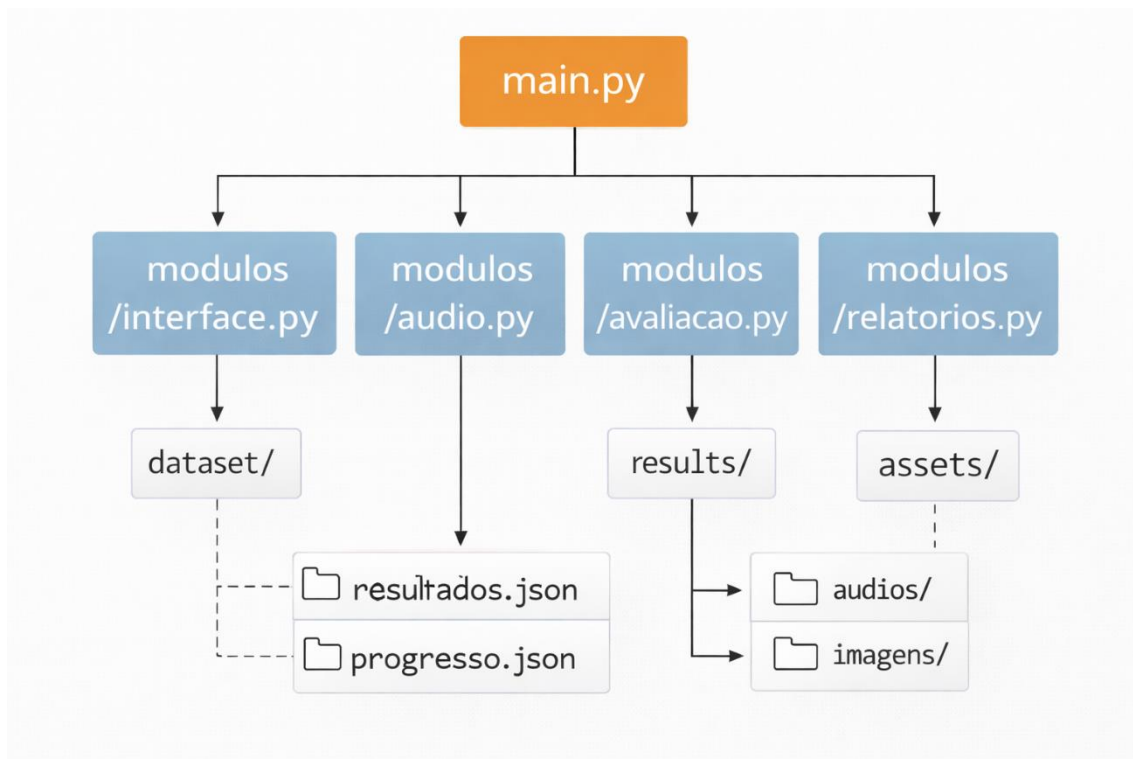 main.py
modulos
/interface.py
modulos
/audio.py
modulos
/avaliacao.py
modulos
/relatorios.py
dataset/
results/
assets/
resultados.json
progresso.json
audios/
imagens/